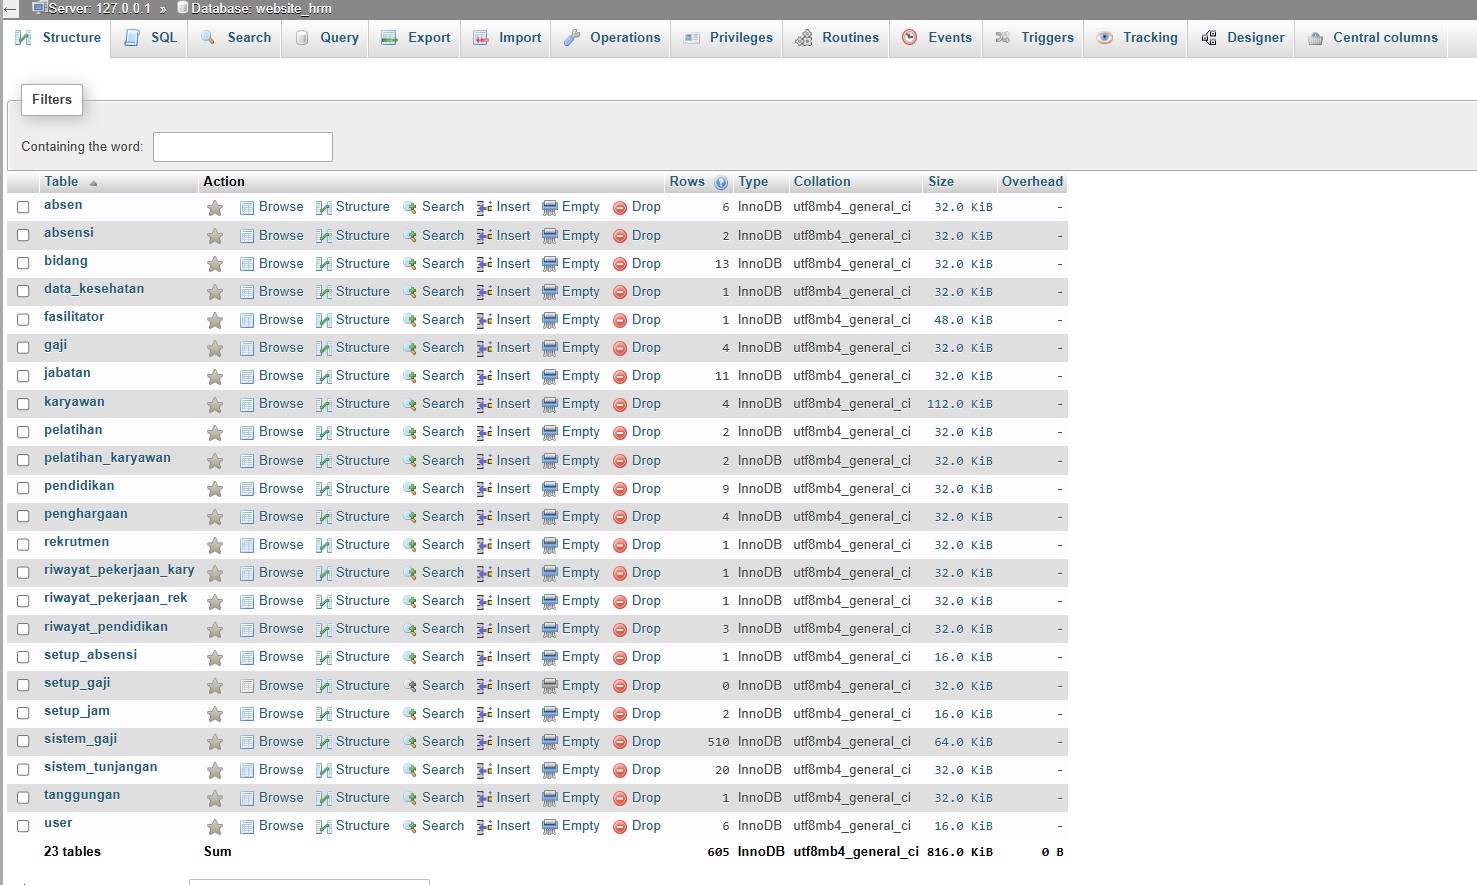 Server: 127.0.0.1 » Database: website_hrm
Structure SQL Search Query Export Import Operations Privileges Routines Events Triggers Tracking Designer Central columns
Filters
Containing the word:
Table Action Rows Type Collation Size Overhead
absen Browse Structure Search Insert Empty Drop 6 InnoDB utf8mb4_general_ci 32.0 KiB -
absensi Browse Structure Search Insert Empty Drop 2 InnoDB utf8mb4_general_ci 32.0 KiB -
bidang Browse Structure Search Insert Empty Drop 13 InnoDB utf8mb4_general_ci 32.0 KiB -
data_kesehatan Browse Structure Search Insert Empty Drop 1 InnoDB utf8mb4_general_ci 32.0 KiB -
fasilitator Browse Structure Search Insert Empty Drop 1 InnoDB utf8mb4_general_ci 48.0 KiB -
gaji Browse Structure Search Insert Empty Drop 4 InnoDB utf8mb4_general_ci 32.0 KiB -
jabatan Browse Structure Search Insert Empty Drop 11 InnoDB utf8mb4_general_ci 32.0 KiB -
karyawan Browse Structure Search Insert Empty Drop 4 InnoDB utf8mb4_general_ci 112.0 KiB -
pelatihan Browse Structure Search Insert Empty Drop 2 InnoDB utf8mb4_general_ci 32.0 KiB -
pelatihan_karyawan Browse Structure Search Insert Empty Drop 2 InnoDB utf8mb4_general_ci 32.0 KiB -
pendidikan Browse Structure Search Insert Empty Drop 9 InnoDB utf8mb4_general_ci 32.0 KiB -
penghargaan Browse Structure Search Insert Empty Drop 4 InnoDB utf8mb4_general_ci 32.0 KiB -
rekrutmen Browse Structure Search Insert Empty Drop 1 InnoDB utf8mb4_general_ci 32.0 KiB -
riwayat_pekerjaan_kary Browse Structure Search Insert Empty Drop 1 InnoDB utf8mb4_general_ci 32.0 KiB -
riwayat_pekerjaan_rek Browse Structure Search Insert Empty Drop 1 InnoDB utf8mb4_general_ci 32.0 KiB -
riwayat_pendidikan Browse Structure Search Insert Empty Drop 3 InnoDB utf8mb4_general_ci 32.0 KiB -
setup_absensi Browse Structure Search Insert Empty Drop 1 InnoDB utf8mb4_general_ci 16.0 KiB -
setup_gaji Browse Structure Search Insert Empty Drop 0 InnoDB utf8mb4_general_ci 32.0 KiB -
setup_jam Browse Structure Search Insert Empty Drop 2 InnoDB utf8mb4_general_ci 16.0 KiB -
sistem_gaji Browse Structure Search Insert Empty Drop 510 InnoDB utf8mb4_general_ci 64.0 KiB -
sistem_tunjangan Browse Structure Search Insert Empty Drop 20 InnoDB utf8mb4_general_ci 32.0 KiB -
tanggungan Browse Structure Search Insert Empty Drop 1 InnoDB utf8mb4_general_ci 32.0 KiB -
user Browse Structure Search Insert Empty Drop 6 InnoDB utf8mb4_general_ci 16.0 KiB -
23 tables Sum 605 InnoDB utf8mb4_general_ci 816.0 KiB 0 B